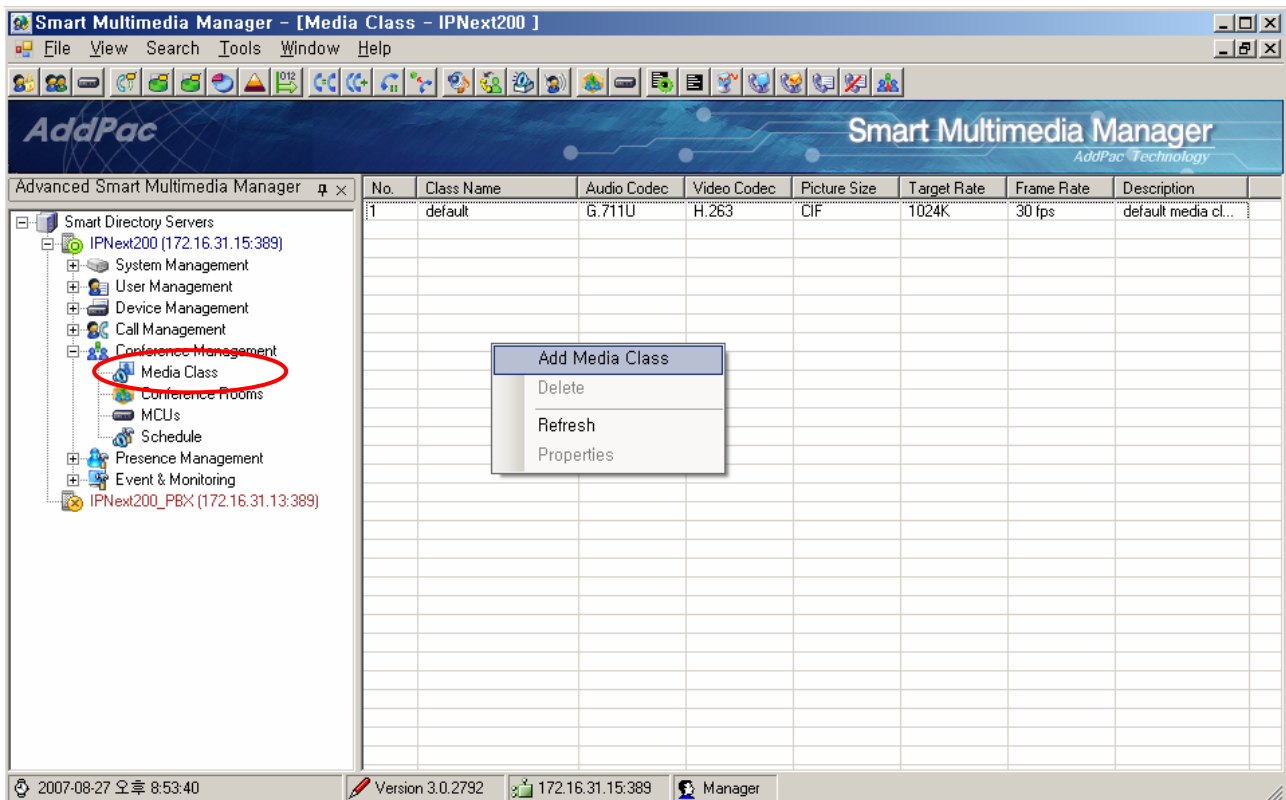 Smart Multimedia Manager - [Media Class - IPNext200 ]
File View Search Tools Window Help
012
AddPac
Smart Multimedia Manager
AddPac Technology
Advanced Smart Multimedia Manager
No. Class Name Audio Codec Video Codec Picture Size Target Rate Frame Rate Description
1 default G.711U H.263 CIF 1024K 30 fps default media cl...
Smart Directory Servers
IPNext200 (172.16.31.15:389)
System Management
User Management
Device Management
Call Management
Conference Management
Media Class
Conference Rooms
MCUs
Schedule
Presence Management
Event & Monitoring
IPNext200_PBX (172.16.31.13:389)
Add Media Class
Delete
Refresh
Properties
2007-08-27 오후 8:53:40 Version 3.0.2792 172.16.31.15:389 Manager